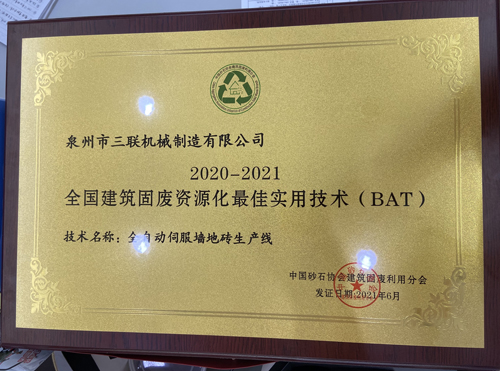 泉州市三联机械制造有限公司
2020-2021
全国建筑固废资源化最佳实用技术（BAT）
技术名称：全自动伺服墙地砖生产线
中国砂石协会建筑固废利用分会
发证日期：2021年6月